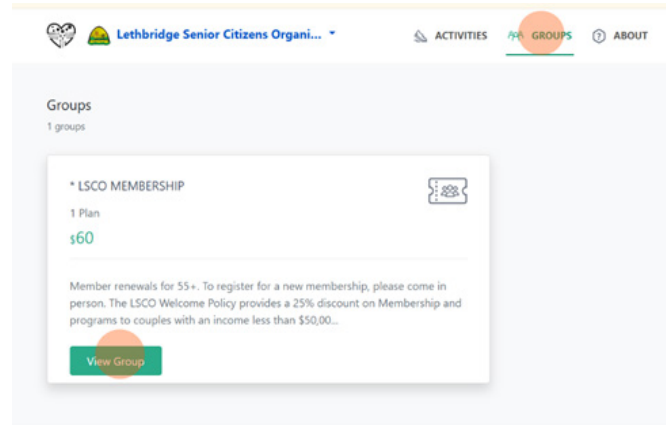 Lethbridge Senior Citizens Organi...
ACTIVITIES
GROUPS
ABOUT
Groups
1 groups
* LSCO MEMBERSHIP
1 Plan
$60
Member renewals for 55+. To register for a new membership, please come in
person. The LSCO Welcome Policy provides a 25% discount on Membership and
programs to couples with an income less than $50,00...
View Group